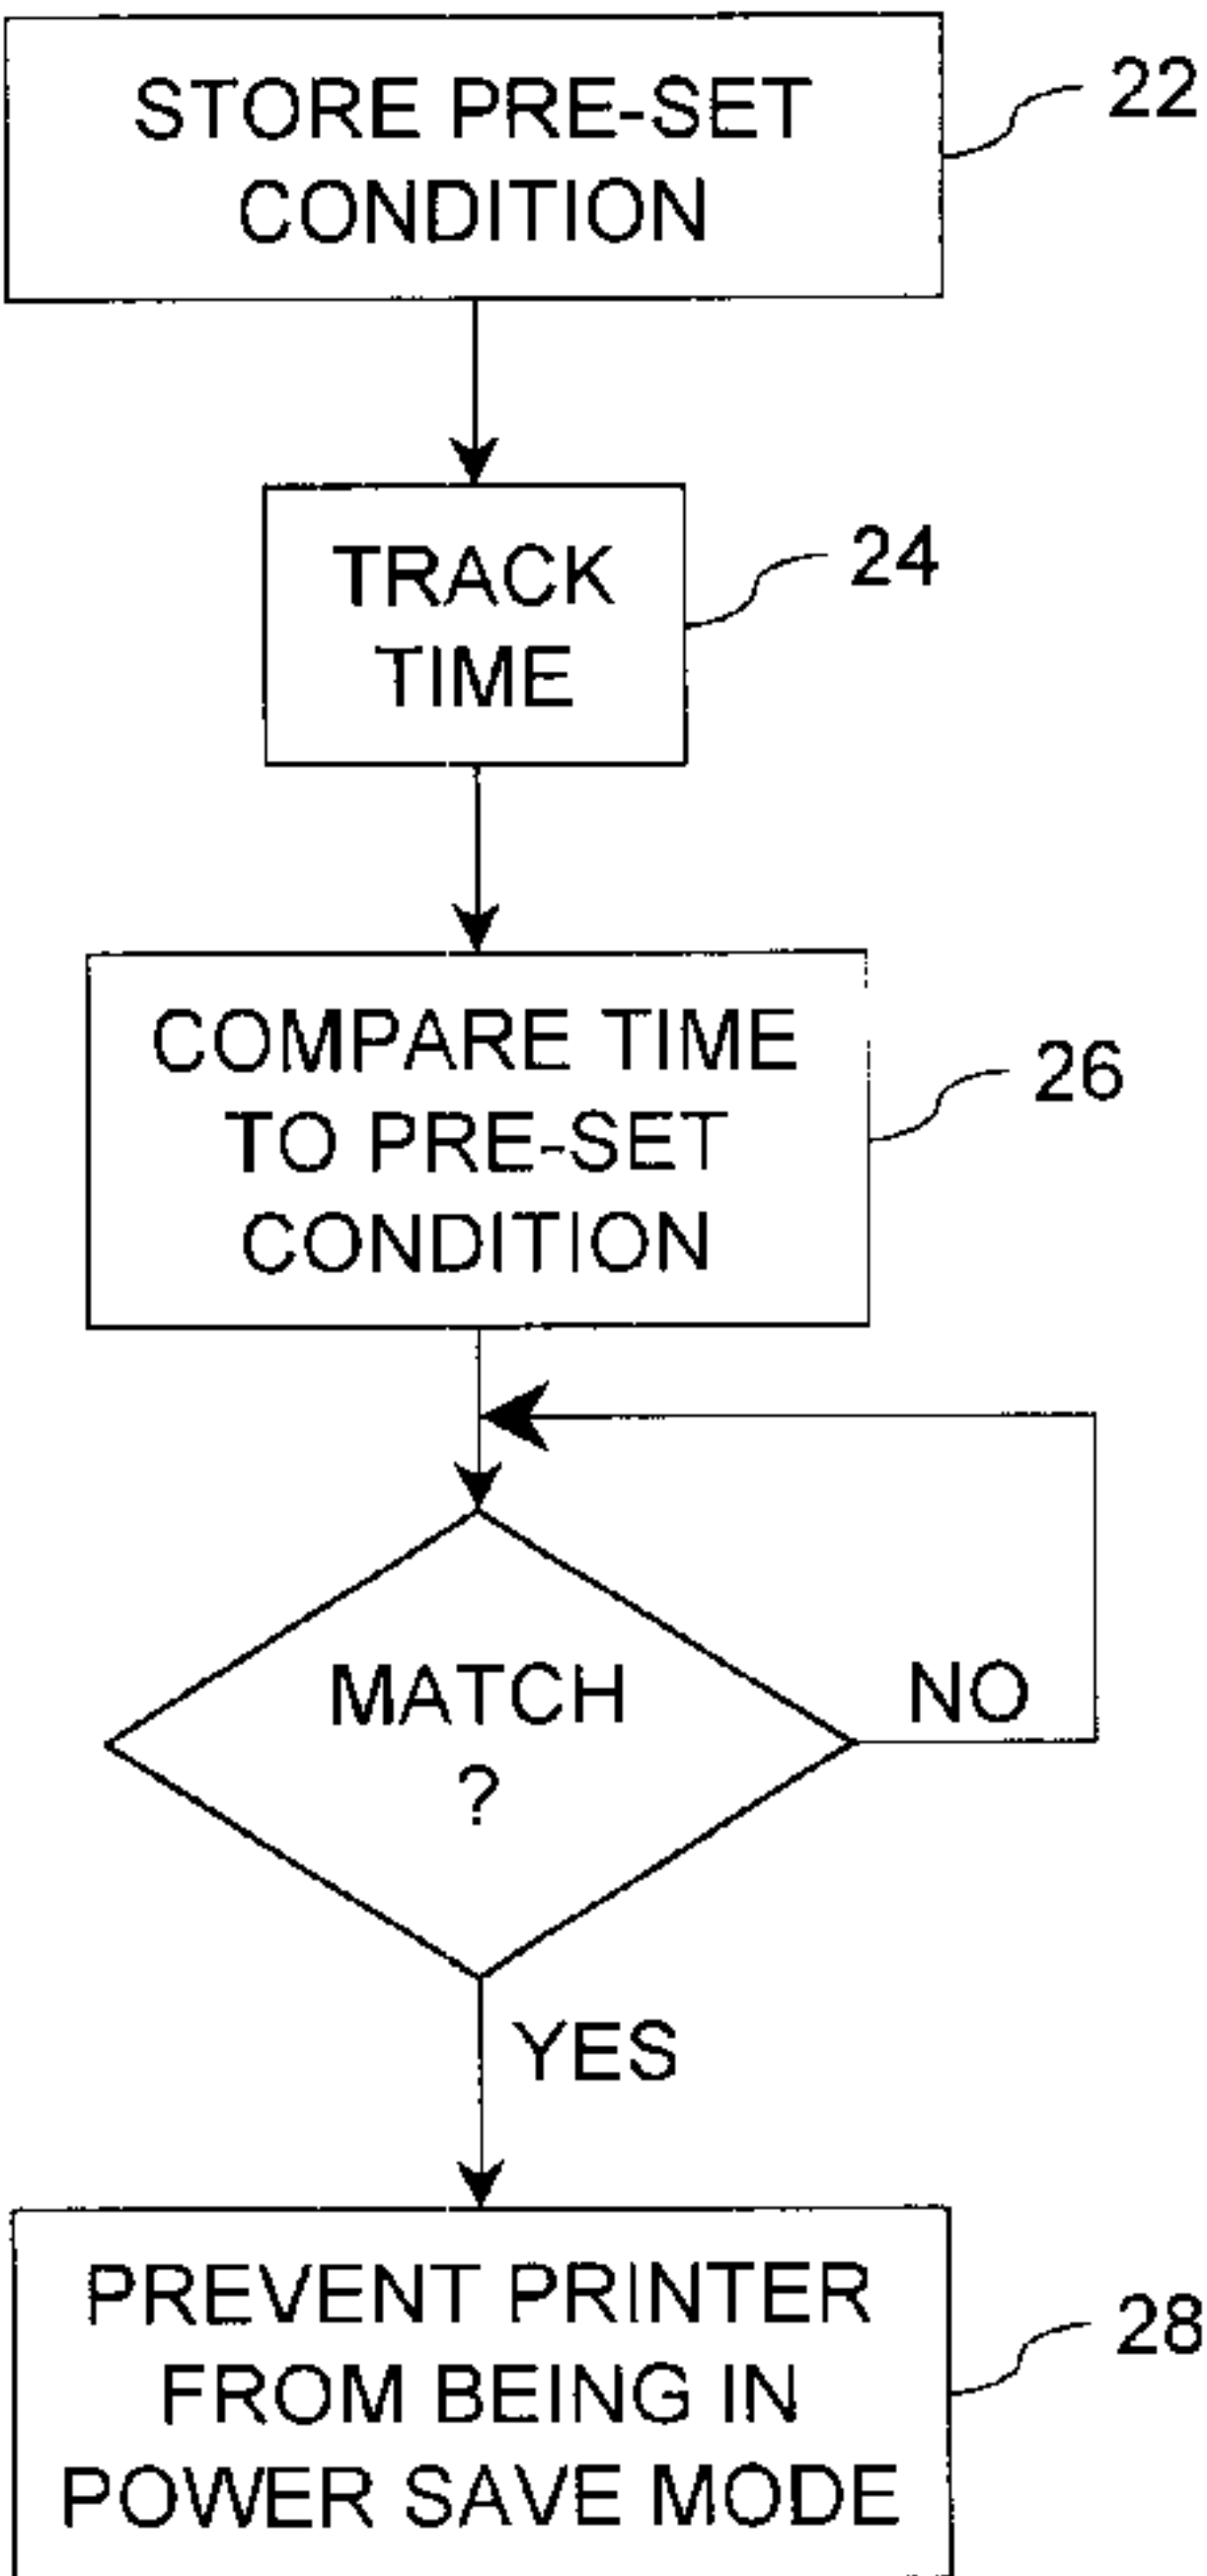 STORE PRE-SET
CONDITION
22
TRACK
TIME
24
COMPARE TIME
TO PRE-SET
CONDITION
26
MATCH
?
NO
YES
PREVENT PRINTER
FROM BEING IN
POWER SAVE MODE
28